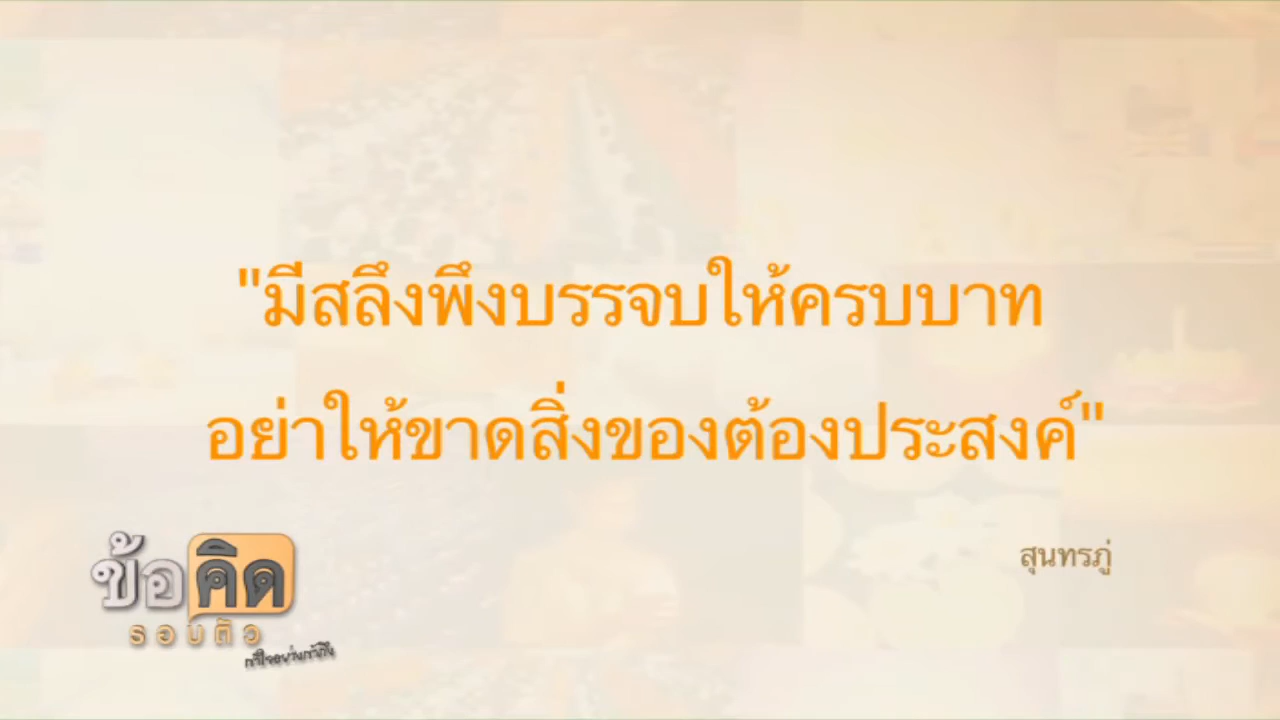 "มีสลึงพึงบรรจบให้ครบบาท
อย่าให้ขาดสิ่งของต้องประสงค์"
สุนทรภู่
ข้อคิด
รอบตัว